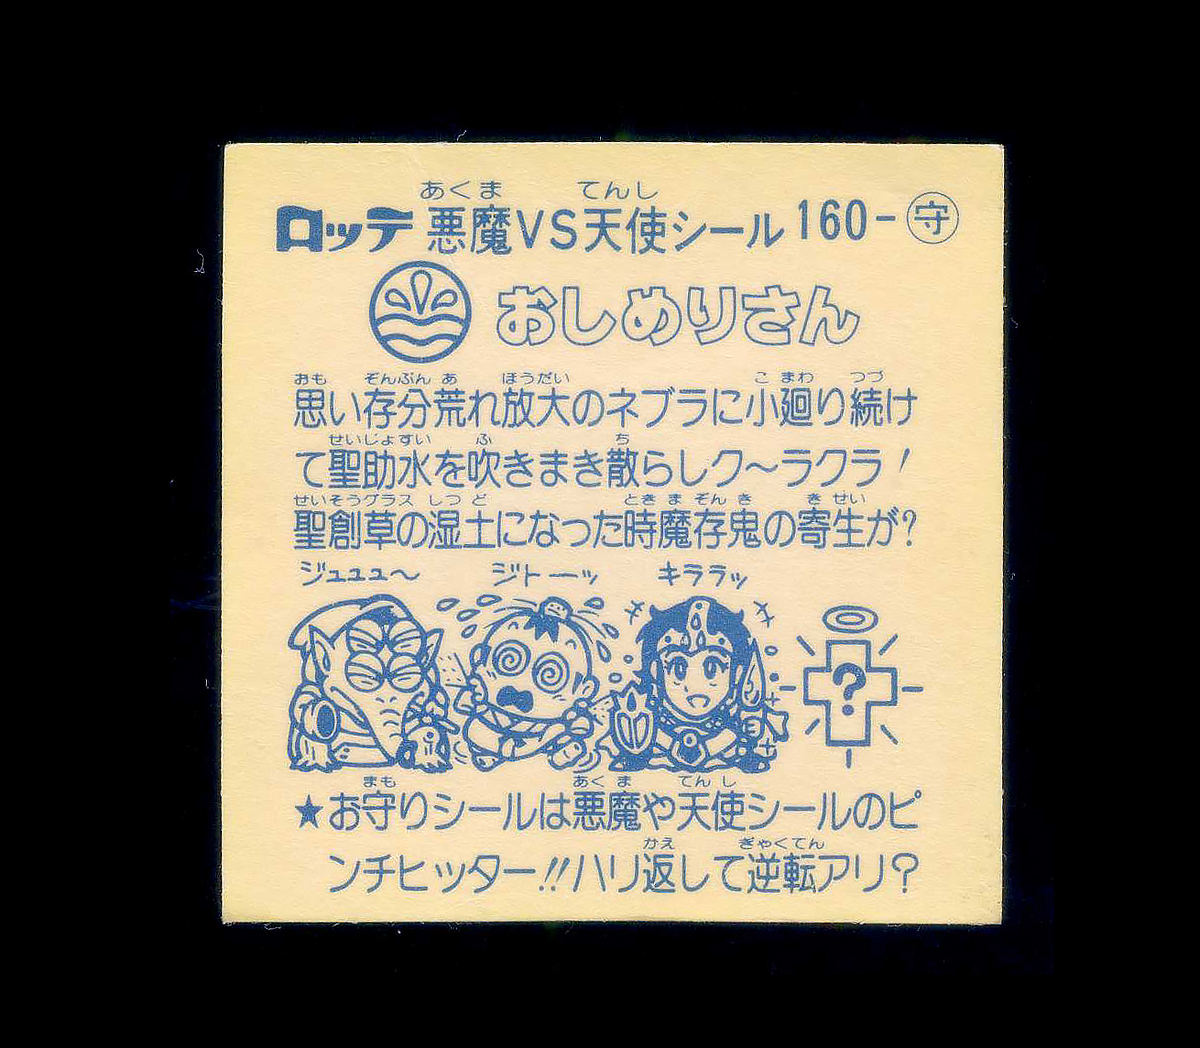 あくま てんし
ロッテ 悪魔VS天使シール 160-守
おしめりさん
おも ぞんぶん あ ほうだい こ まわ つづ
思い存分荒れ放大のネブラに小廻り続け
せいじょすい ふ ち
て聖助水を吹きまき散らしク〜ラクラ!
せいそうグラス しつ ど ときまぞんき きせい
聖創草の湿土になった時魔存鬼の寄生が?
ジュュュ〜 ジトーッ キララッ
?
まも あくま てんし
★お守りシールは悪魔や天使シールのピ
かえ ぎゃくてん
ンチヒッター!!ハリ返して逆転アリ?